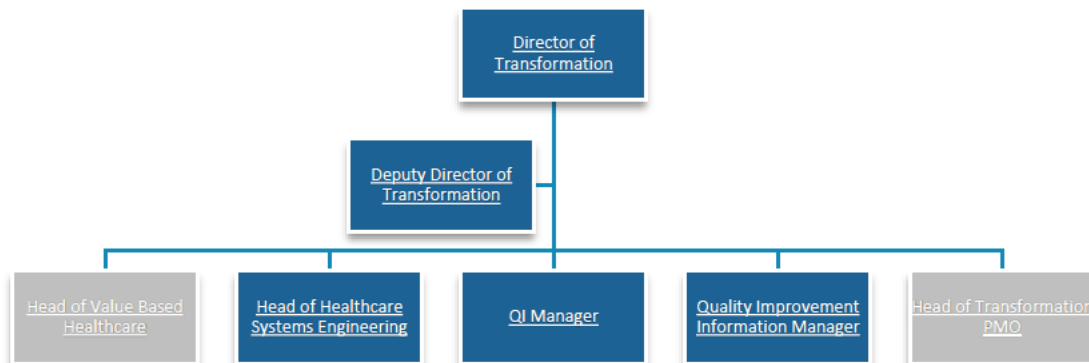 Director of
Transformation
Deputy Director of
Transformation
Head of Value Based
Healthcare
Head of Healthcare
Systems Engineering
QI Manager
Quality Improvement
Information Manager
Head of Transformation
PMO